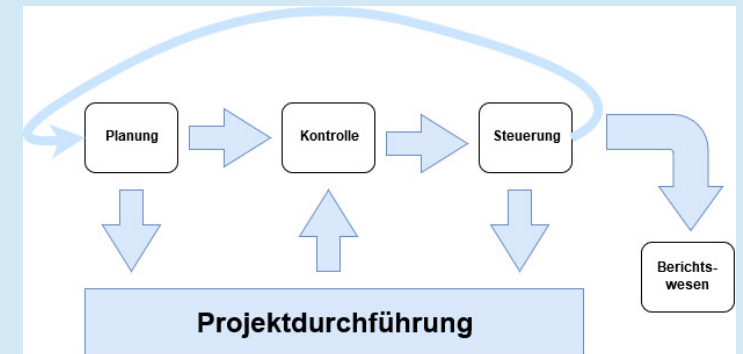 Planung
Kontrolle
Steuerung
Berichts-
wesen
Projektdurchführung